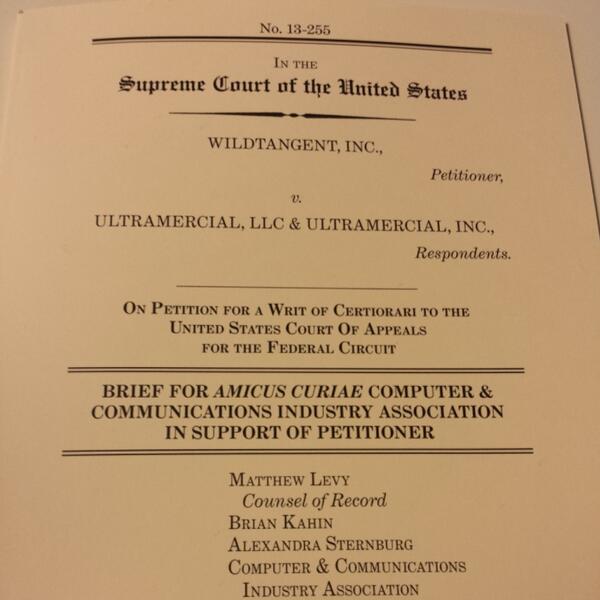 No. 13-255
IN THE
Supreme Court of the United States
WILDTANGENT, INC.,
Petitioner,
v.
ULTRAMERCIAL, LLC & ULTRAMERCIAL, INC.,
Respondents.
ON PETITION FOR A WRIT OF CERTIORARI TO THE
UNITED STATES COURT OF APPEALS
FOR THE FEDERAL CIRCUIT
BRIEF FOR AMICUS CURIAE COMPUTER &
COMMUNICATIONS INDUSTRY ASSOCIATION
IN SUPPORT OF PETITIONER
MATTHEW LEVY
Counsel of Record
BRIAN KAHIN
ALEXANDRA STERNBURG
COMPUTER & COMMUNICATIONS
INDUSTRY ASSOCIATION